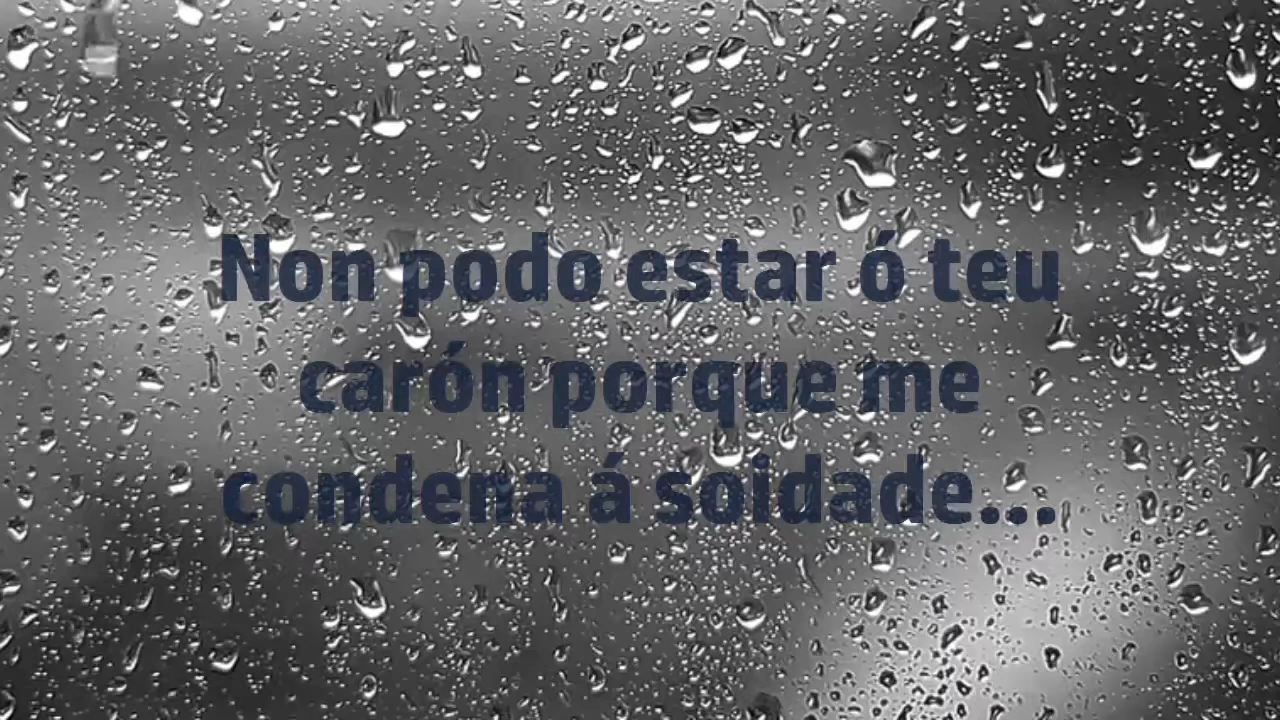 Non podo estar ó teu
carón porque me
condena á soidade...